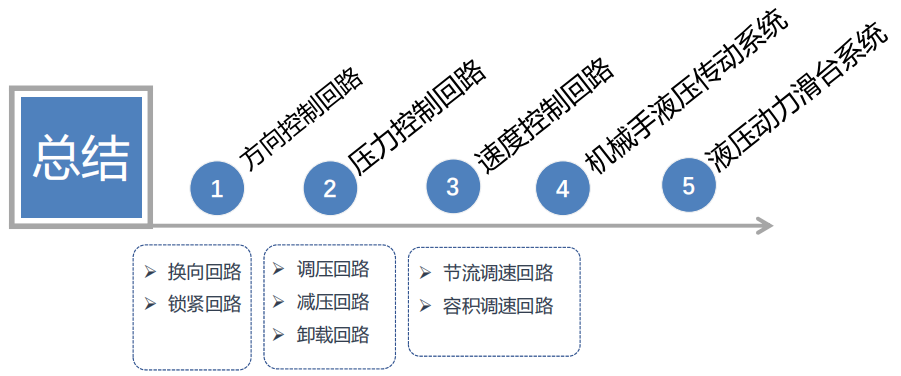 总结
1
方向控制回路
2
压力控制回路
3
速度控制回路
4
机械手液压传动系统
5
液压动力滑台系统
换向回路
锁紧回路
调压回路
减压回路
卸载回路
节流调速回路
容积调速回路